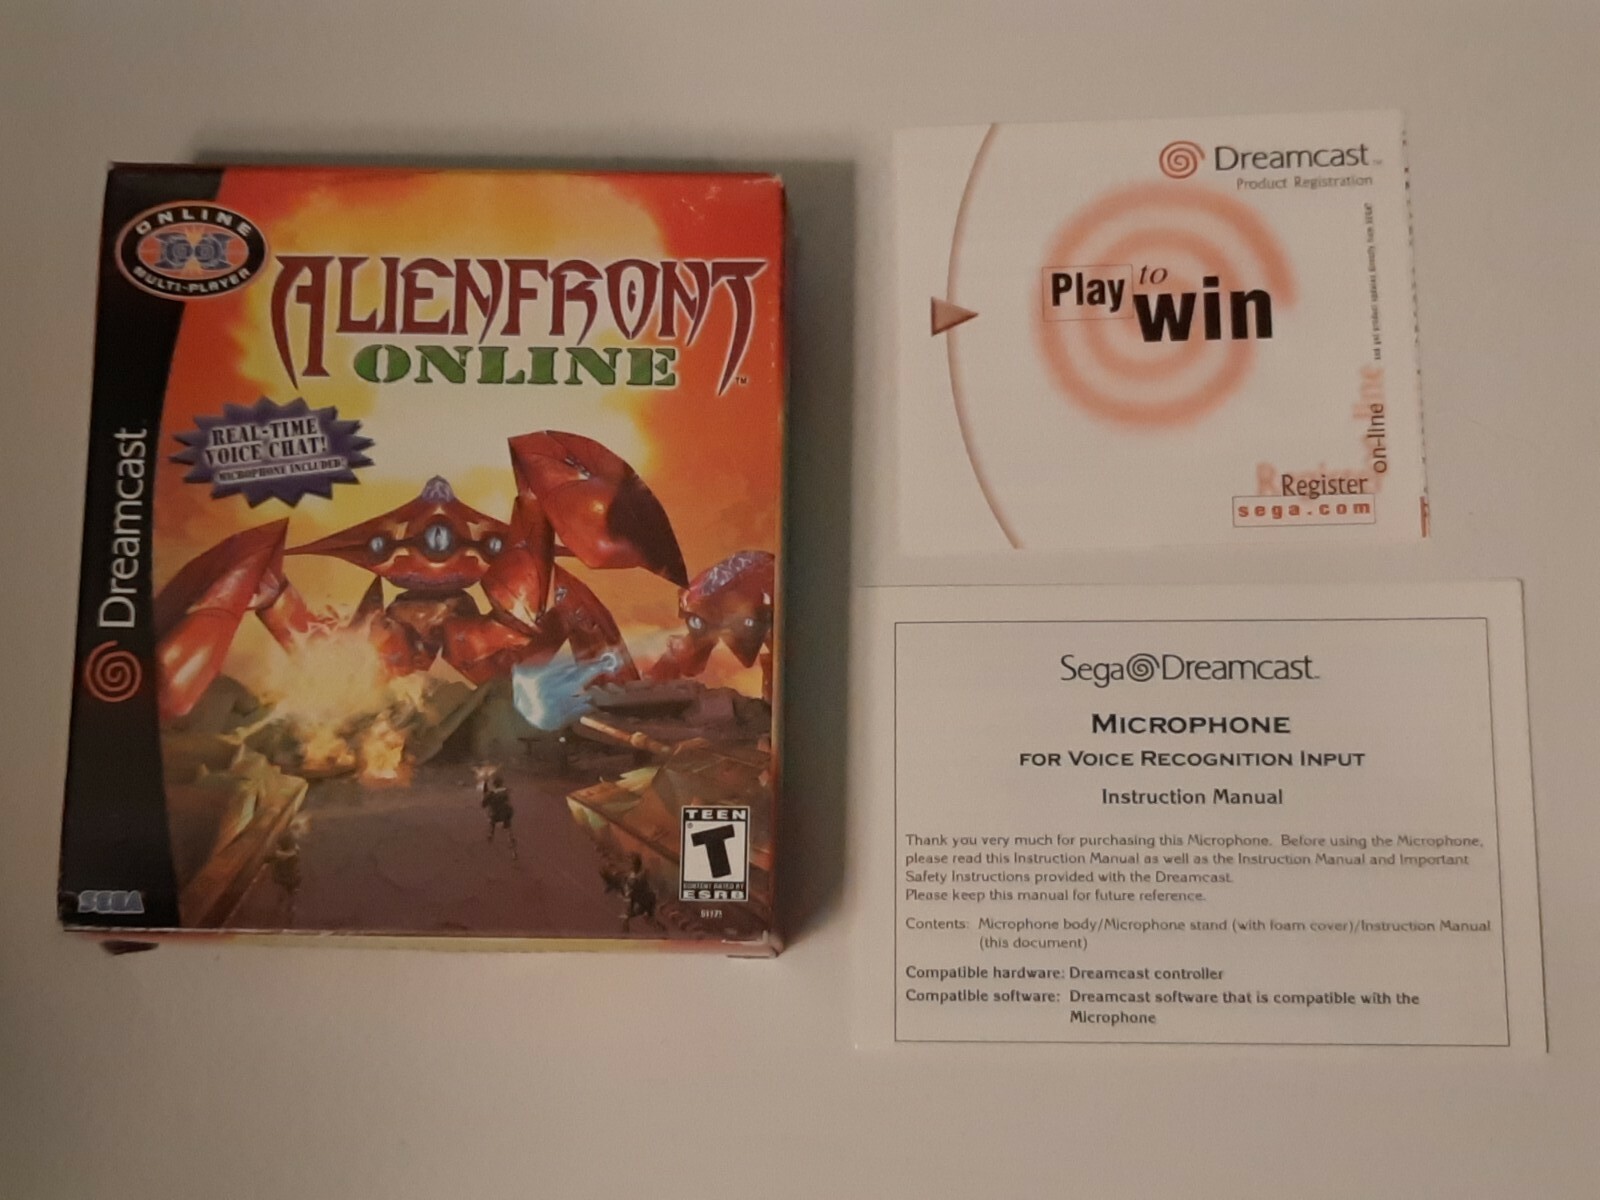 ONLINE
MULTI-PLAYER
ALIENFRONT
ONLINE
TM
REAL-TIME
VOICE CHAT!
MICROPHONE INCLUDED!
Dreamcast
SEGA
TEEN
T
CONTENT RATED BY
ESRB
51171
Dreamcast
Product Registration
Play to win
on-line
Register
sega.com
Sega Dreamcast
MICROPHONE
FOR VOICE RECOGNITION INPUT
Instruction Manual
Thank you very much for purchasing this Microphone. Before using the Microphone,
please read this Instruction Manual as well as the Instruction Manual and Important
Safety Instructions provided with the Dreamcast.
Please keep this manual for future reference.
Contents: Microphone body/Microphone stand (with foam cover)/Instruction Manual
(this document)
Compatible hardware: Dreamcast controller
Compatible software: Dreamcast software that is compatible with the
Microphone